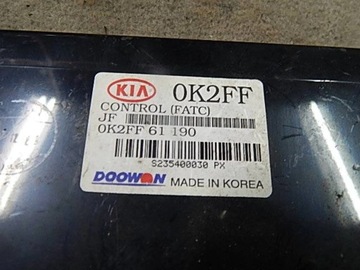 KIA 0K2FF
CONTROL (FATC)
JF
0K2FF 61 190
S235400030 PX
DOOWON MADE IN KOREA